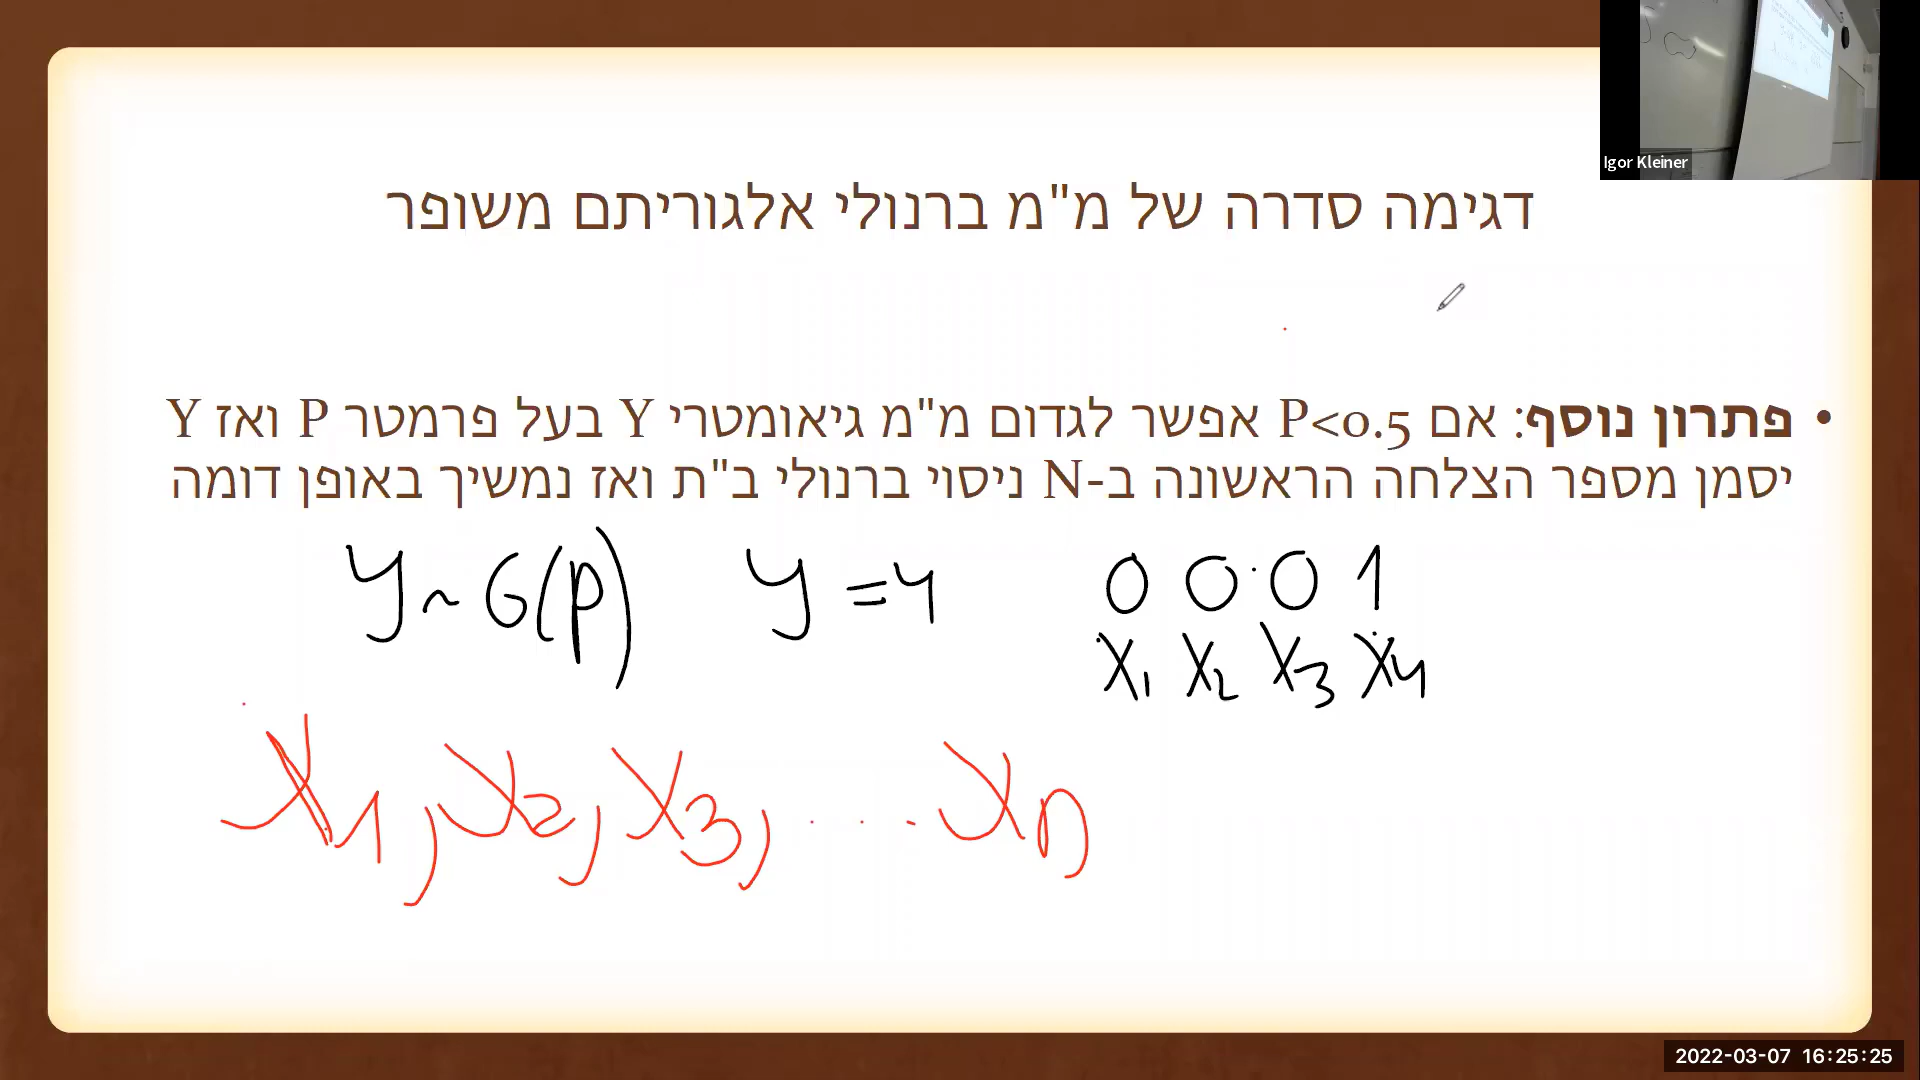 Igor Kleiner
דגימה סדרה של מ"מ ברנולי אלגוריתם משופר
• פתרון נוסף: אם P<0.5 אפשר לגדום מ"מ גיאומטרי Y בעל פרמטר P ואז Y
יסמן מספר הצלחה הראשונה ב-N ניסוי ברנולי ב"ת ואז נמשיך באופן דומה
y ~ G(p) y = 4 0 0 0 1
x1 x2 x3 x4
x1, x2, x3, ... xn
2022-03-07 16:25:25